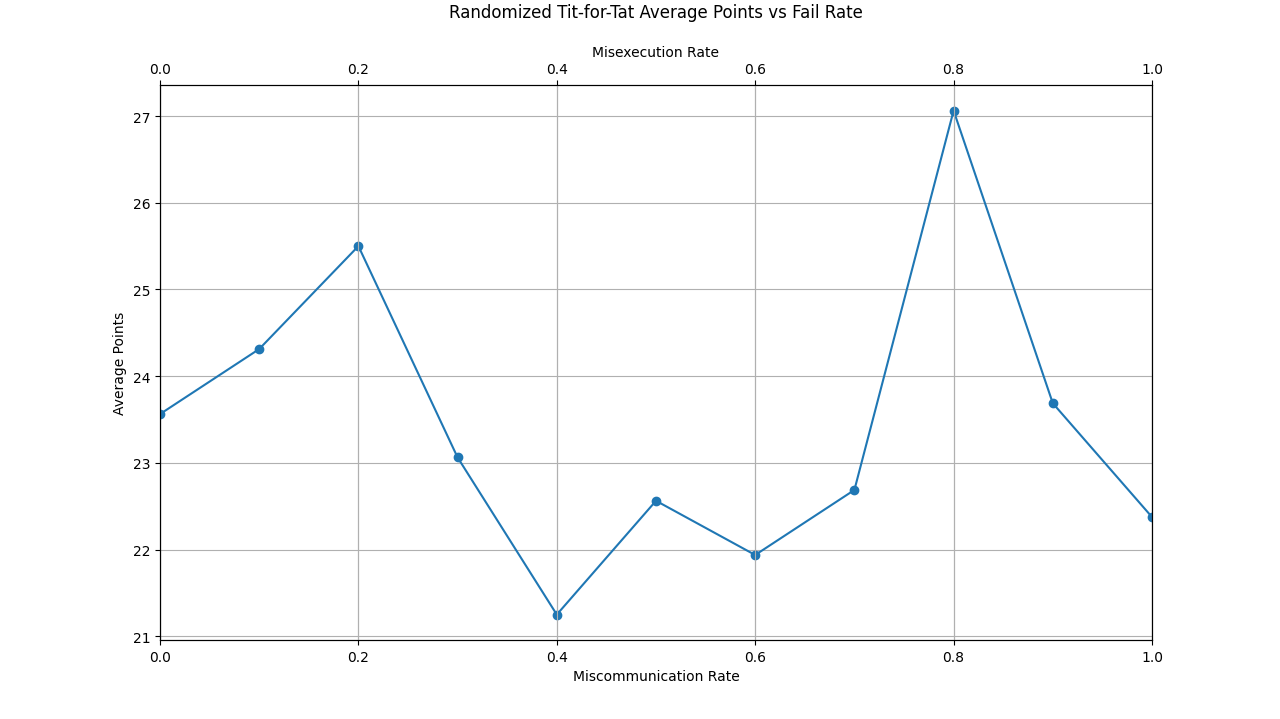 Randomized Tit-for-Tat Average Points vs Fail Rate
Misexecution Rate
0.0 0.2 0.4 0.6 0.8 1.0
27
26
25
24
23
22
21
Average Points
0.0 0.2 0.4 0.6 0.8 1.0
Miscommunication Rate